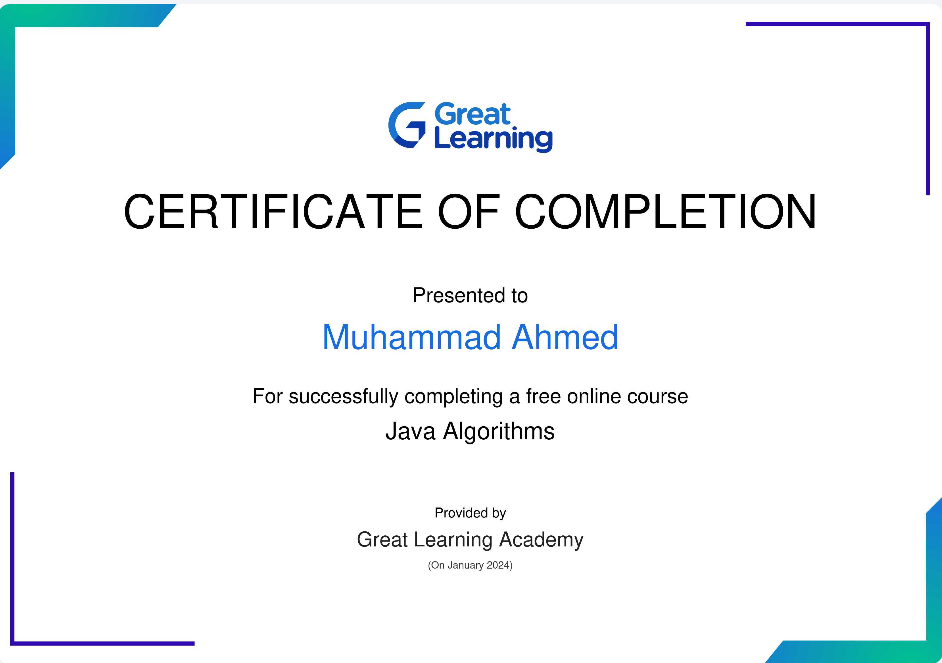 Great
Learning
CERTIFICATE OF COMPLETION
Presented to
Muhammad Ahmed
For successfully completing a free online course
Java Algorithms
Provided by
Great Learning Academy
(On January 2024)